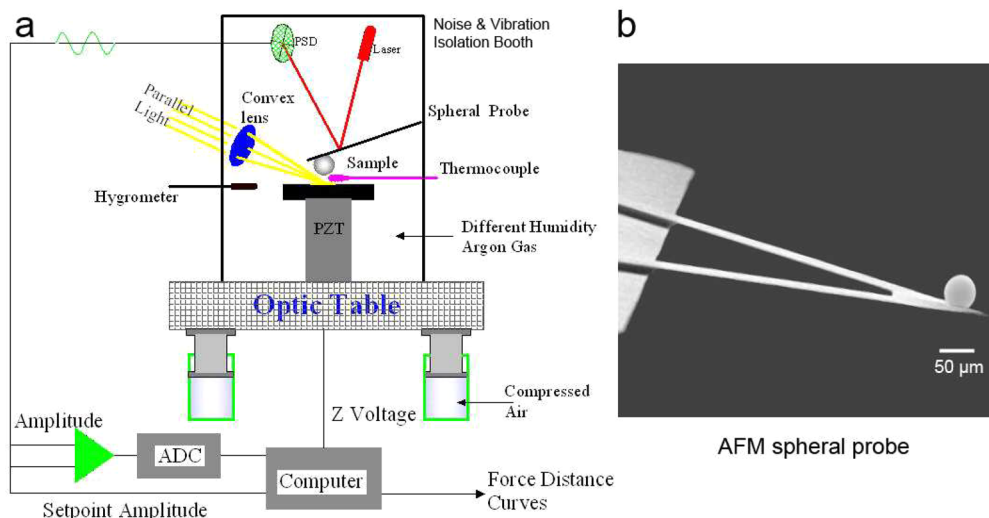 a
PSD
Laser
Noise & Vibration
Isolation Booth
b
Parallel
Light
Convex
lens
Spheral Probe
Sample
Thermocouple
Hygrometer
PZT
Different Humidity
Argon Gas
Optic Table
50 μm
Compressed
Air
Z Voltage
Amplitude
ADC
Computer
Setpoint Amplitude
Force Distance
Curves
AFM spheral probe